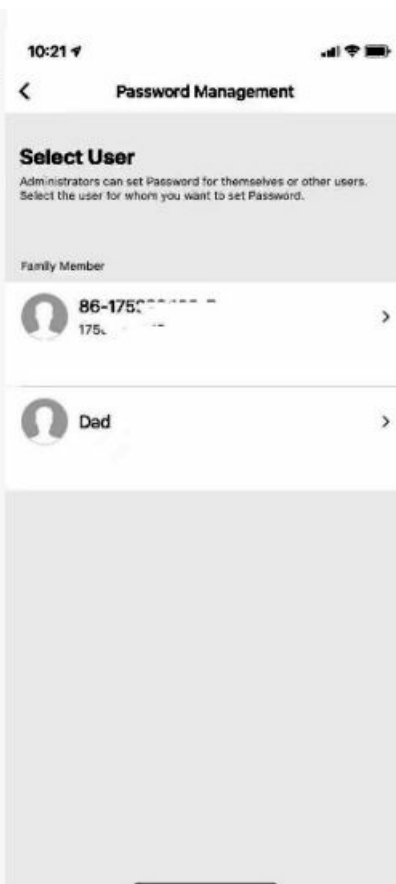 10:21
Password Management
Select User
Administrators can set Password for themselves or other users.
Select the user for whom you want to set Password.
Family Member
Dad